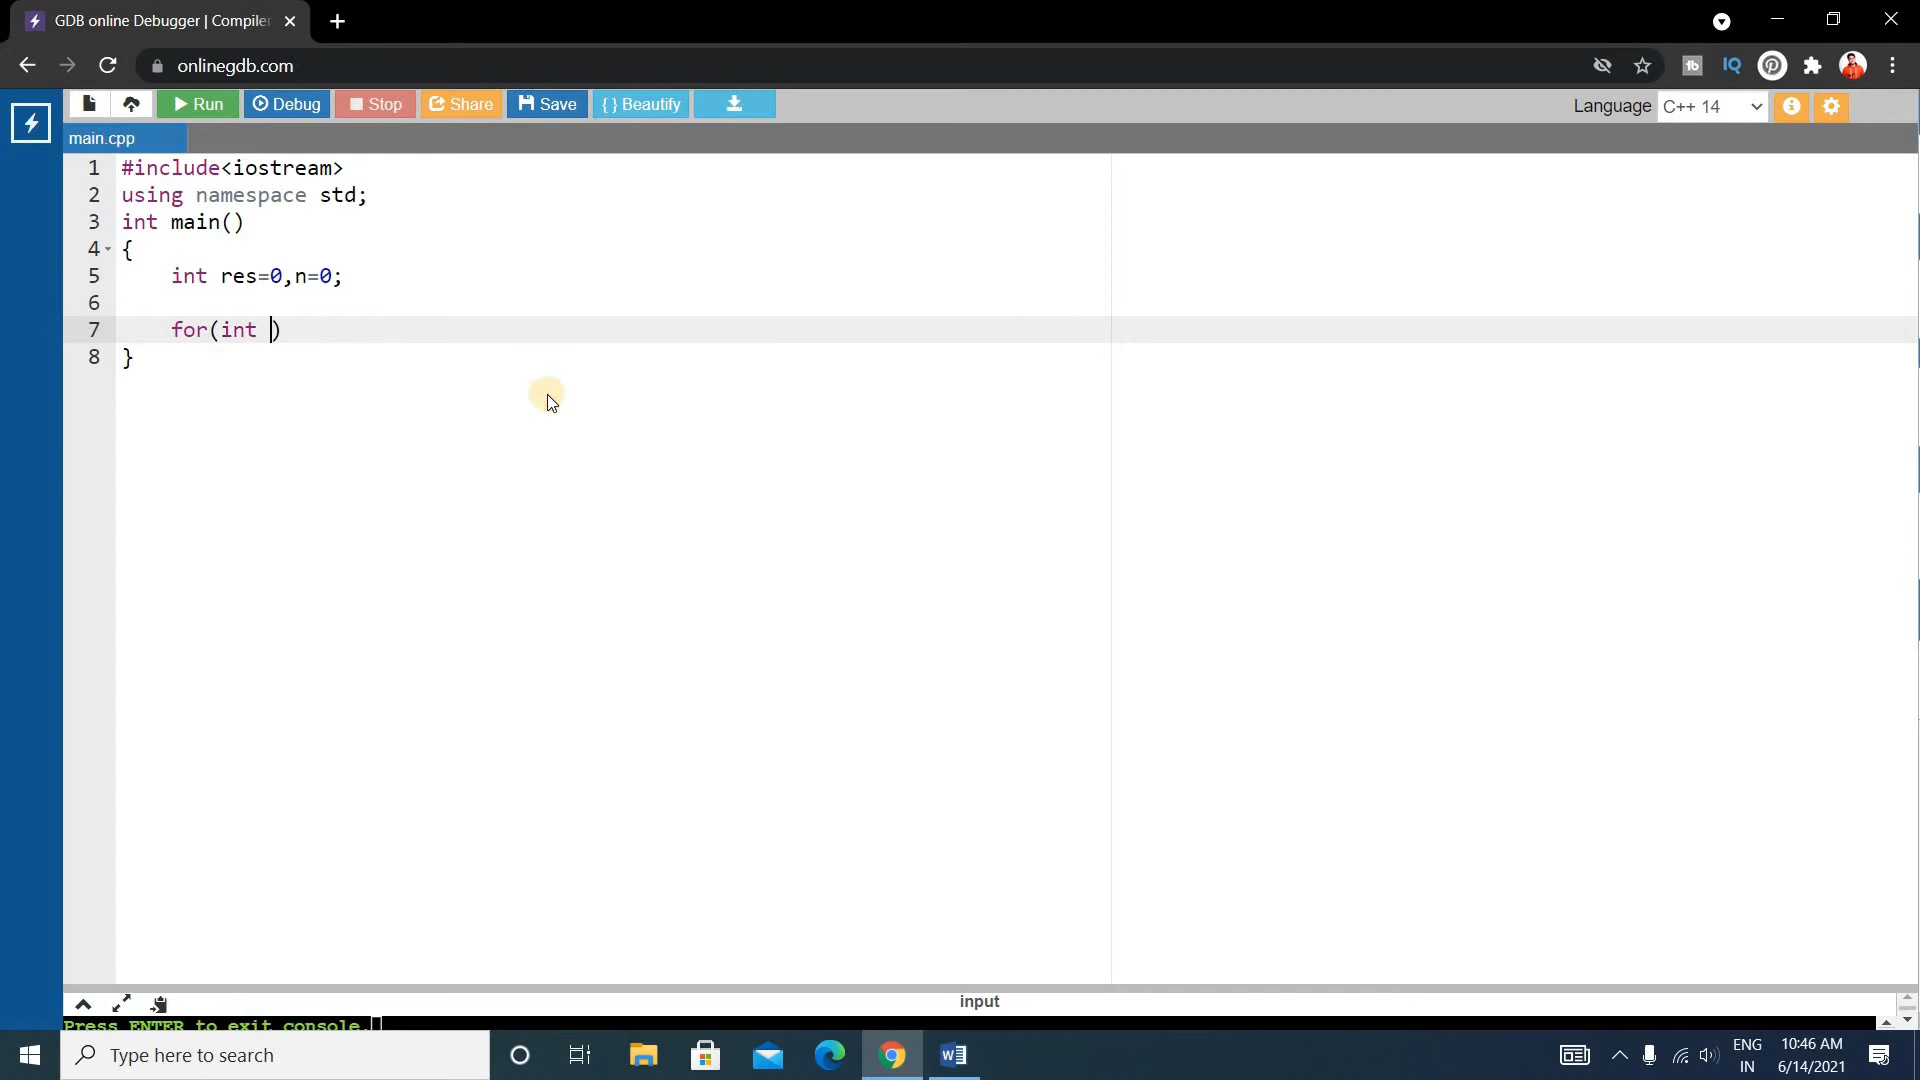 GDB online Debugger | Compiler
onlinegdb.com
Run Debug Stop Share Save { } Beautify
Language C++ 14
main.cpp
1 #include<iostream>
2 using namespace std;
3 int main()
4 {
5 int res=0,n=0;
6
7 for(int )
8 }
input
Press ENTER to exit console.
Type here to search
ENG 10:46 AM
IN 6/14/2021